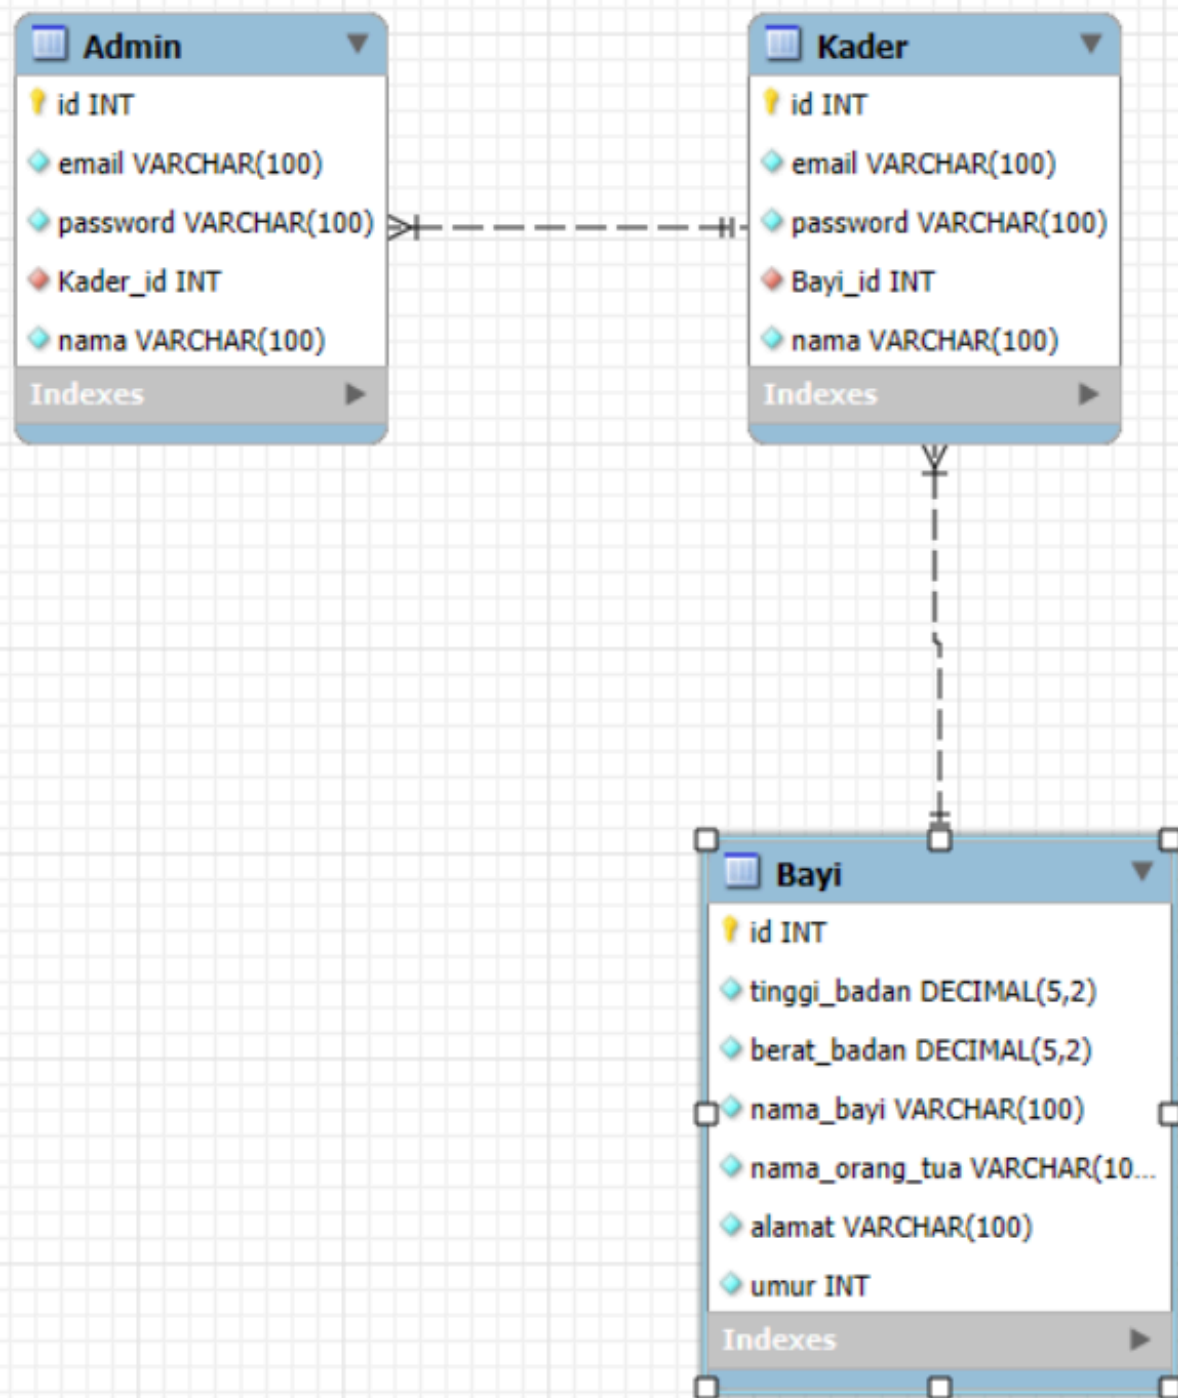 Admin
id INT
email VARCHAR(100)
password VARCHAR(100)
Kader_id INT
nama VARCHAR(100)
Indexes
Kader
id INT
email VARCHAR(100)
password VARCHAR(100)
Bayi_id INT
nama VARCHAR(100)
Indexes
Bayi
id INT
tinggi_badan DECIMAL(5,2)
berat_badan DECIMAL(5,2)
nama_bayi VARCHAR(100)
nama_orang_tua VARCHAR(10...
alamat VARCHAR(100)
umur INT
Indexes